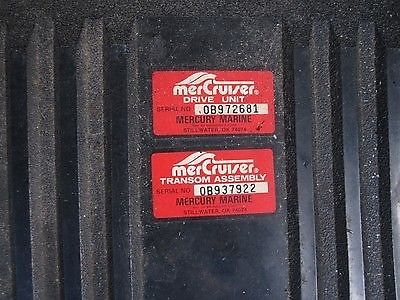 merCruiser®
DRIVE UNIT
SERIAL NO. 0B972681
MERCURY MARINE
STILLWATER, OK 74074
merCruiser®
TRANSOM ASSEMBLY
SERIAL NO. 0B937922
MERCURY MARINE
STILLWATER, OK 74074